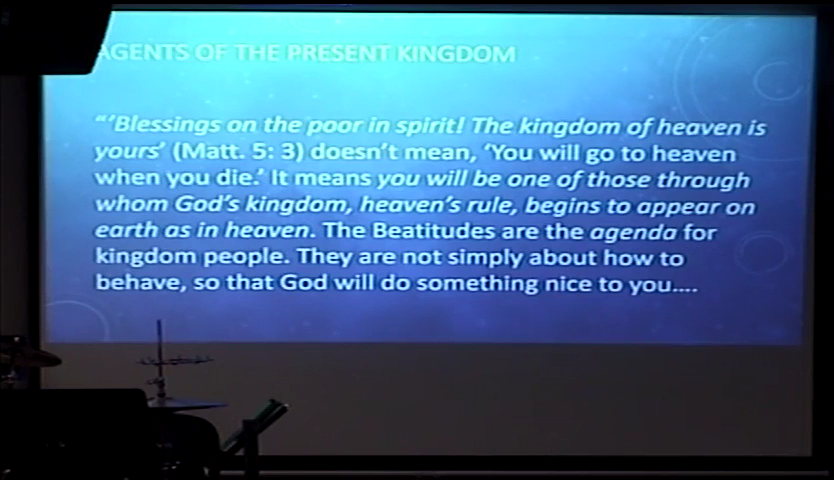 AGENTS OF THE PRESENT KINGDOM
“‘Blessings on the poor in spirit! The kingdom of heaven is
yours’ (Matt. 5: 3) doesn’t mean, ‘You will go to heaven
when you die.’ It means you will be one of those through
whom God’s kingdom, heaven’s rule, begins to appear on
earth as in heaven. The Beatitudes are the agenda for
kingdom people. They are not simply about how to
behave, so that God will do something nice to you….